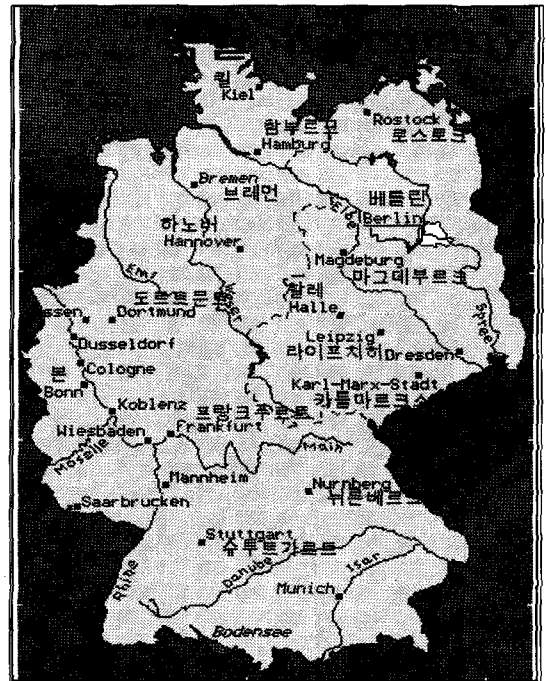 킬
Kiel
Rostock
로스토크
함부르모
Hamburg
Bremen
브레먼
베를린
Elbe
Berlin
하노버
Hannover
Magdeburg
마그데부르크
Ems
도르트문트
Weser
할레
Halle
Spree
ssen
Dortmund
Leipzig
라이프치히
Dresden
Dusseldorf
본
Cologne
Karl-Marx-Stadt
카를마르크스
Bonn
Koblenz
프랑크푸르트
Frankfurt
Wiesbaden
Moselle
Main
Mannheim
Nurnberg
뉘른베르크
Saarbrucken
Stuttgart
슈투트가르트
Rhine
Danube
Isar
Munich
Bodensee